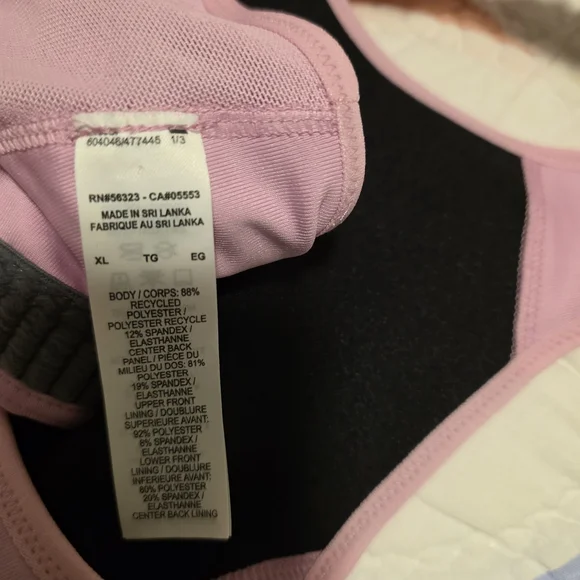 604046/477445 1/3
RN#56323 - CA#05553
MADE IN SRI LANKA
FABRIQUE AU SRI LANKA
XL TG EG
BODY / CORPS: 88%
RECYCLED
POLYESTER /
POLYESTER RECYCLE
12% SPANDEX /
ELASTHANNE
CENTER BACK
PANEL / PIÈCE DU
MILIEU DU DOS: 81%
POLYESTER
19% SPANDEX /
ELASTHANNE
UPPER FRONT
LINING / DOUBLURE
SUPERIEURE AVANT:
92% POLYESTER
8% SPANDEX /
ELASTHANNE
LOWER FRONT
LINING / DOUBLURE
INFERIEURE AVANT:
80% POLYESTER
20% SPANDEX /
ELASTHANNE
CENTER BACK LINING